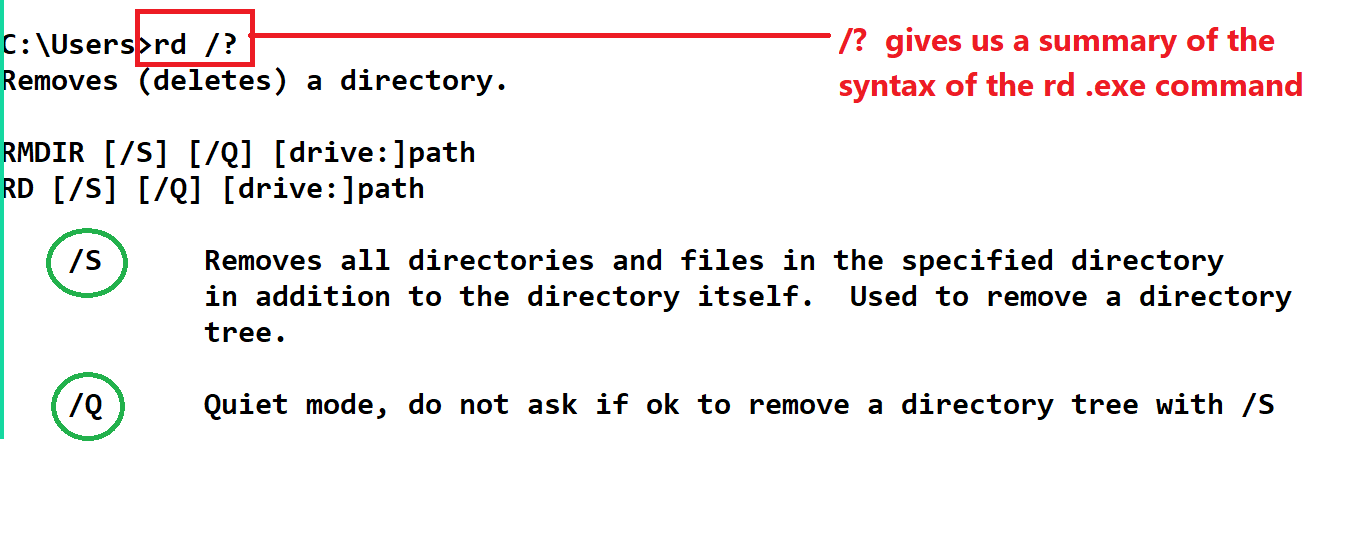 C:\Users>rd /?
/?  gives us a summary of the
syntax of the rd .exe command
Removes (deletes) a directory.
RMDIR [/S] [/Q] [drive:]path
RD [/S] [/Q] [drive:]path
/S      Removes all directories and files in the specified directory
in addition to the directory itself.  Used to remove a directory
tree.
/Q      Quiet mode, do not ask if ok to remove a directory tree with /S